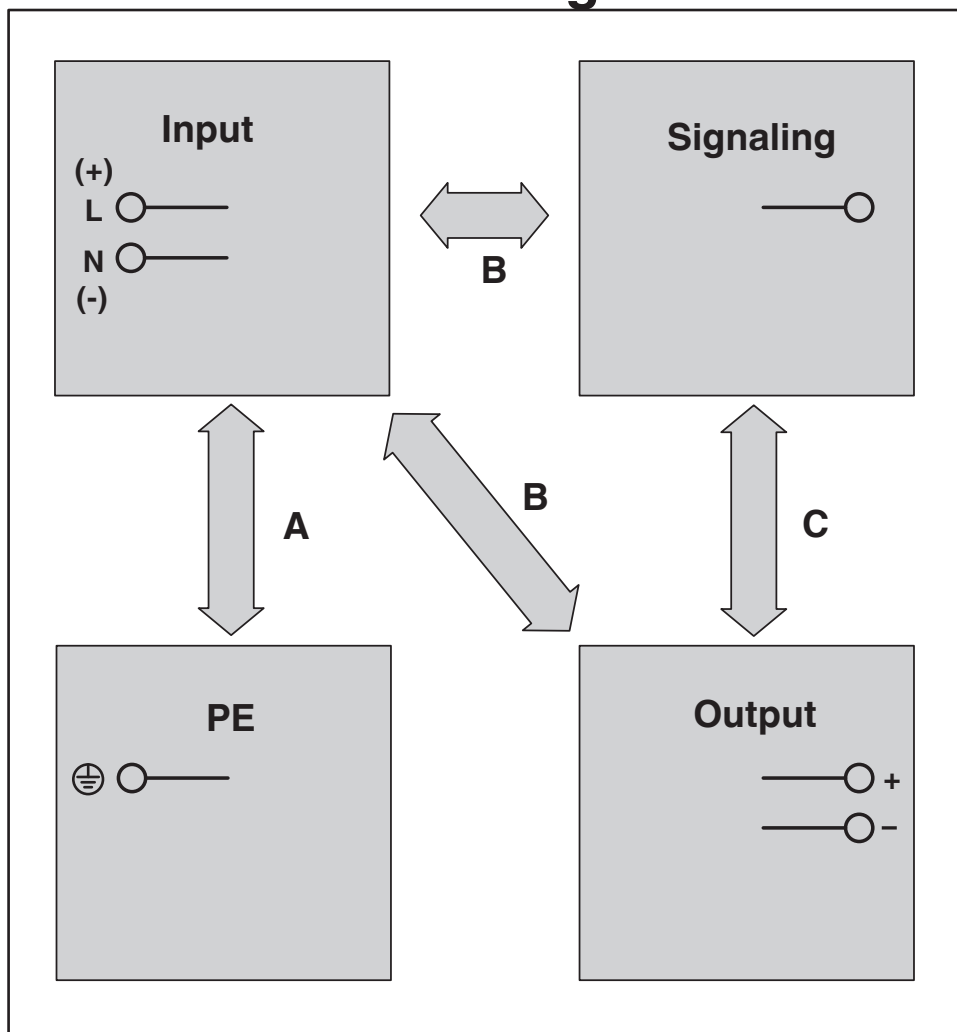 Input
(+)
L
N
(-)
Signaling
B
A
B
C
PE
Output
+
–